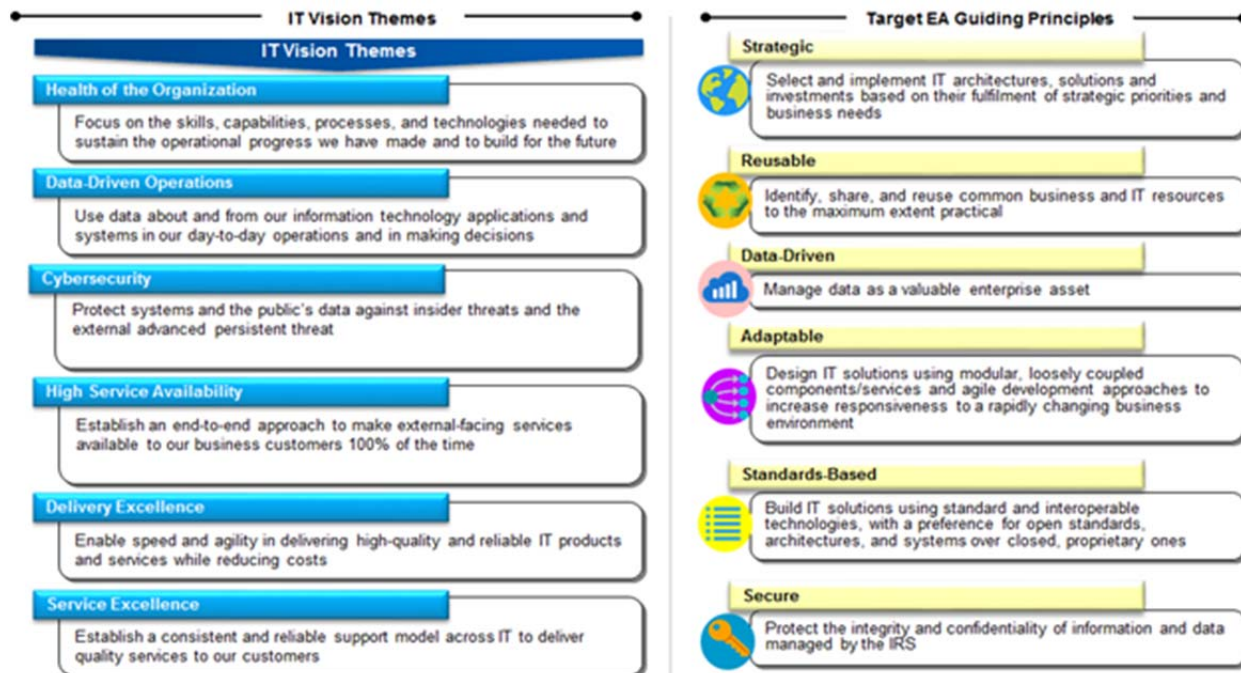 IT Vision Themes
IT Vision Themes
Health of the Organization
Focus on the skills, capabilities, processes, and technologies needed to
sustain the operational progress we have made and to build for the future
Data-Driven Operations
Use data about and from our information technology applications and
systems in our day-to-day operations and in making decisions
Cybersecurity
Protect systems and the public's data against insider threats and the
external advanced persistent threat
High Service Availability
Establish an end-to-end approach to make external-facing services
available to our business customers 100% of the time
Delivery Excellence
Enable speed and agility in delivering high-quality and reliable IT products
and services while reducing costs
Service Excellence
Establish a consistent and reliable support model across IT to deliver
quality services to our customers
Target EA Guiding Principles
Strategic
Select and implement IT architectures, solutions and
investments based on their fulfilment of strategic priorities and
business needs
Reusable
Identify, share, and reuse common business and IT resources
to the maximum extent practical
Data-Driven
Manage data as a valuable enterprise asset
Adaptable
Design IT solutions using modular, loosely coupled
components/services and agile development approaches to
increase responsiveness to a rapidly changing business
environment
Standards-Based
Build IT solutions using standard and interoperable
technologies, with a preference for open standards,
architectures, and systems over closed, proprietary ones
Secure
Protect the integrity and confidentiality of information and data
managed by the IRS